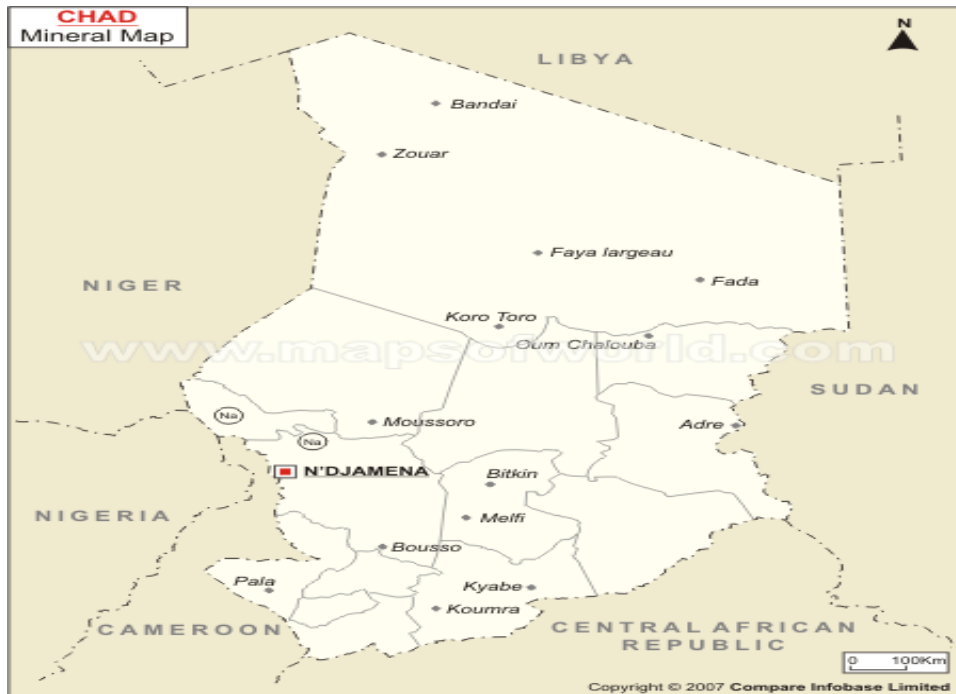 CHAD
Mineral Map
N
LIBYA
Bandai
Zouar
Faya largeau
Fada
NIGER
Koro Toro
Oum Chalouba
www.mapsofworld.com
SUDAN
Na
Moussoro
Adre
Na
N'DJAMENA
Bitkin
NIGERIA
Melfi
Bousso
Pala
Kyabe
Koumra
CAMEROON
CENTRAL AFRICAN
REPUBLIC
0 100Km
Copyright © 2007 Compare Infobase Limited